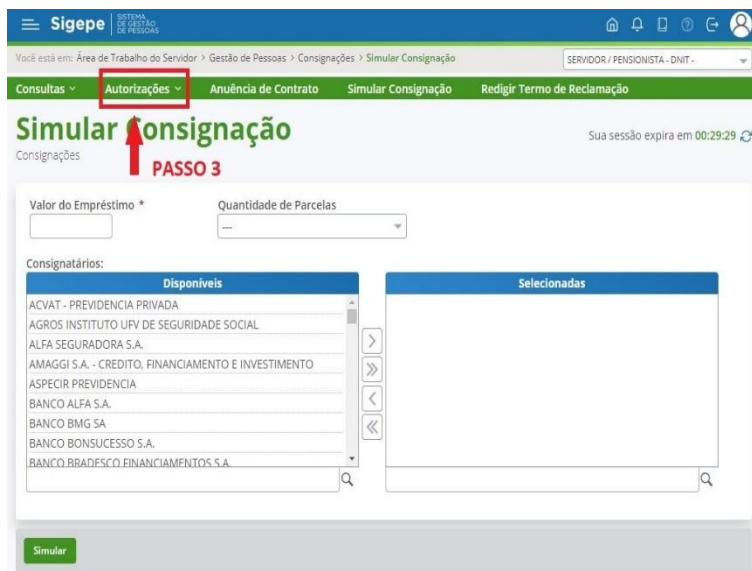 Sigepe SISTEMA DE GESTÃO DE PESSOAS
Você está em: Área de Trabalho do Servidor > Gestão de Pessoas > Consignações > Simular Consignação
SERVIDOR / PENSIONISTA - DNIT -
Consultas Autorizações Anuência de Contrato Simular Consignação Redigir Termo de Reclamação
Simular Consignação
Sua sessão expira em 00:29:29
Consignações
PASSO 3
Valor do Empréstimo * Quantidade de Parcelas
---
Consignatários:
Disponíveis Selecionadas
ACVAT - PREVIDENCIA PRIVADA
AGROS INSTITUTO UFV DE SEGURIDADE SOCIAL
ALFA SEGURADORA S.A.
AMAGGI S.A. - CREDITO, FINANCIAMENTO E INVESTIMENTO
ASPECIR PREVIDENCIA
BANCO ALFA S.A.
BANCO BMG SA
BANCO BONSUCESSO S.A.
BANCO BRADESCO FINANCIAMENTOS S.A.
Simular